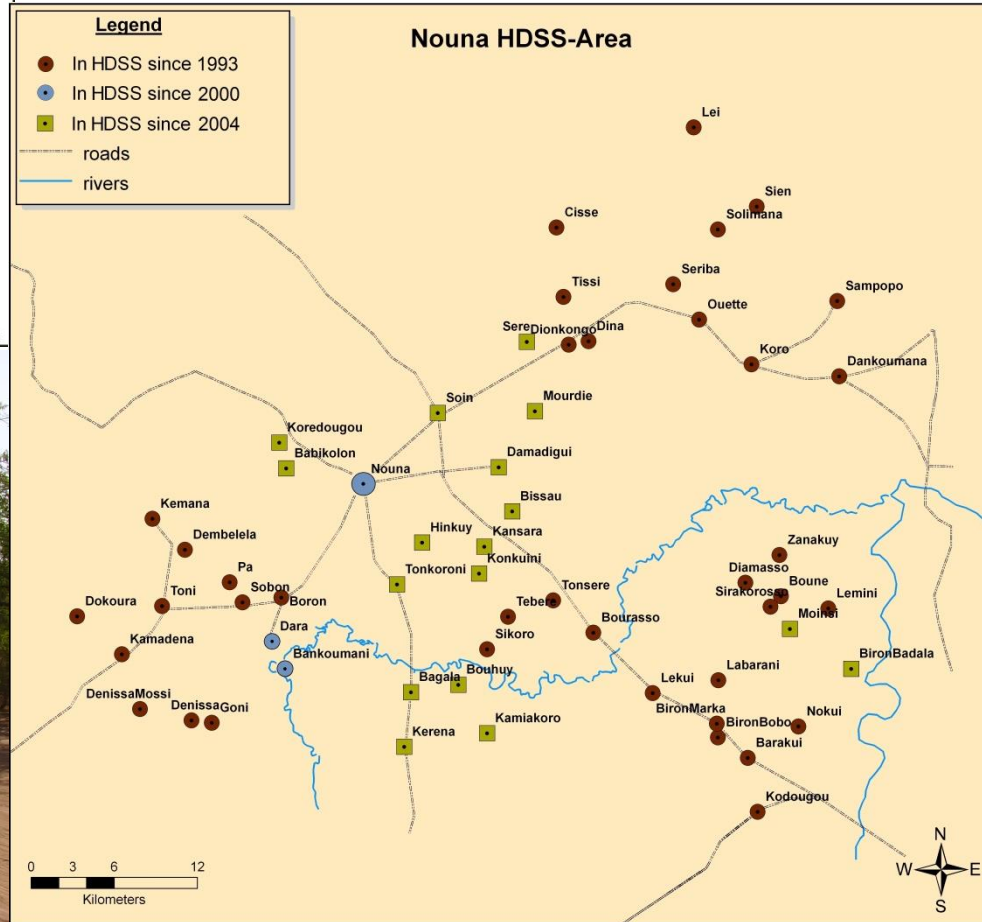 Legend
In HDSS since 1993
In HDSS since 2000
In HDSS since 2004
roads
rivers
Nouna HDSS-Area
Lei
Sien
Cisse
Solimana
Seriba
Tissi
Sampopo
Ouette
Sere
Dionkongo
Dina
Koro
Dankoumana
Soin
Mourdie
Koredougou
Babikolon
Nouna
Damadigui
Bissau
Kemana
Hinkuy
Kansara
Dembelela
Zanakuy
Konkuini
Pa
Tonkoroni
Diamasso
Boune
Toni
Sobon
Boron
Tonsere
Sirakorosso
Lemini
Dokoura
Tebere
Moinsi
Dara
Bourasso
Kamadena
Sikoro
Bankoumani
BironBadala
Bagala
Bouhuy
Labarani
Lekui
DenissaMossi
Denissa
Goni
BironMarka
BironBobo
Nokui
Kerena
Kamiakoro
Barakui
Kodougou
0 3 6 12
Kilometers
N
W E
S